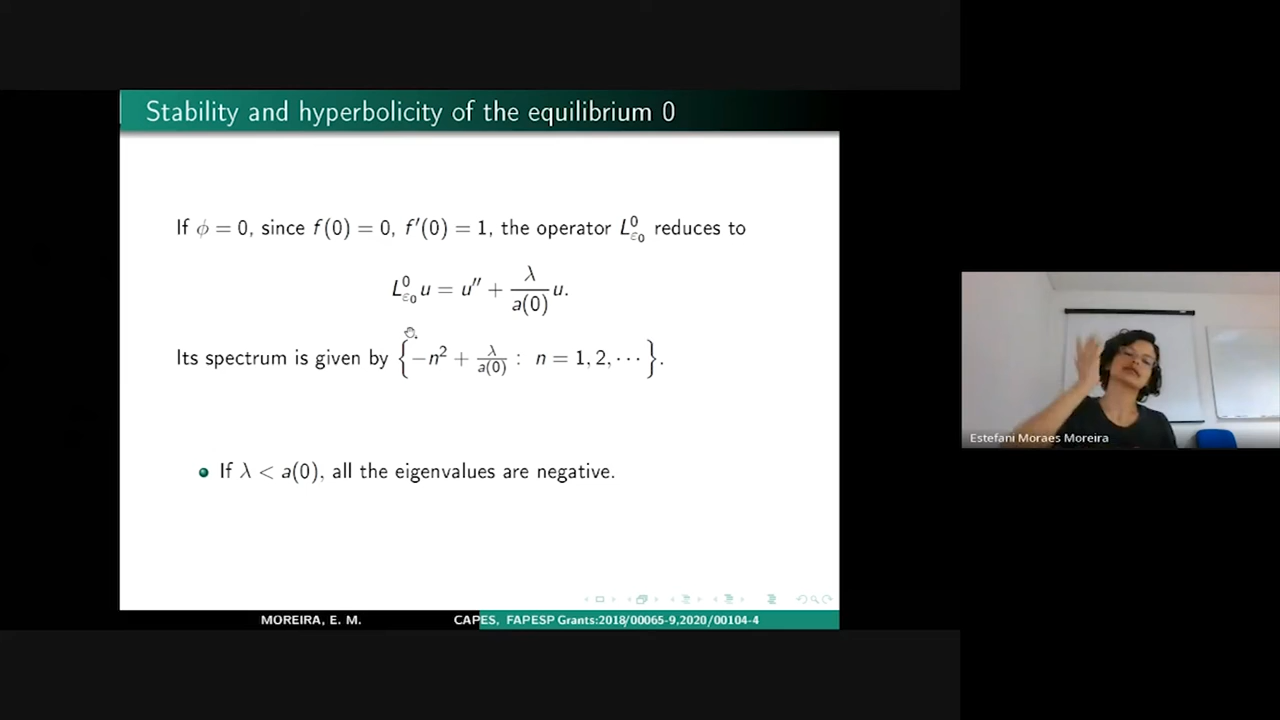 Stability and hyperbolicity of the equilibrium 0
If ϕ = 0, since f(0) = 0, f′(0) = 1, the operator L⁰_{ε₀} reduces to
L⁰_{ε₀} u = u″ + λ/a(0) u.
Its spectrum is given by {−n² + λ/a(0) : n = 1, 2, ⋯}.
If λ < a(0), all the eigenvalues are negative.
Estefani Moraes Moreira
MOREIRA, E. M. CAPES, FAPESP Grants:2018/00065-9,2020/00104-4